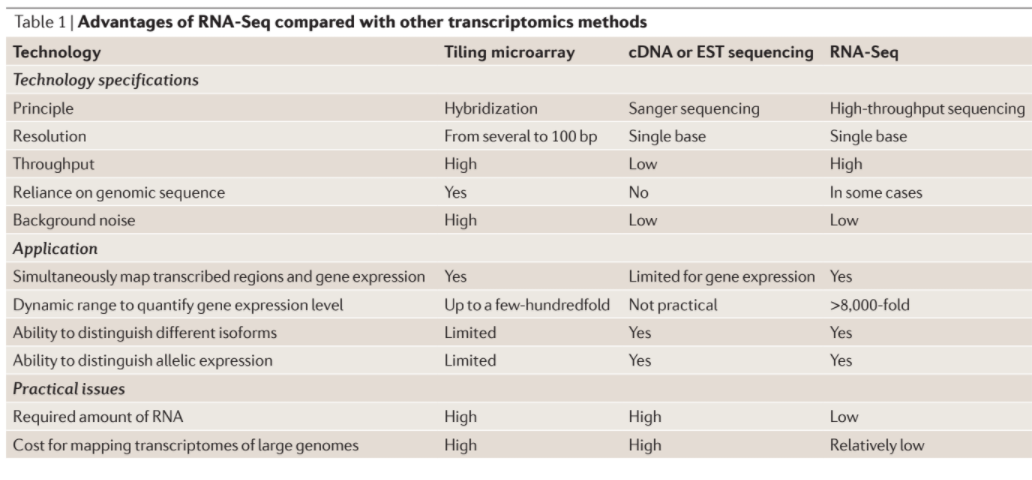 Table 1 | Advantages of RNA-Seq compared with other transcriptomics methods
Technology Tiling microarray cDNA or EST sequencing RNA-Seq
Technology specifications
Principle Hybridization Sanger sequencing High-throughput sequencing
Resolution From several to 100 bp Single base Single base
Throughput High Low High
Reliance on genomic sequence Yes No In some cases
Background noise High Low Low
Application
Simultaneously map transcribed regions and gene expression Yes Limited for gene expression Yes
Dynamic range to quantify gene expression level Up to a few-hundredfold Not practical >8,000-fold
Ability to distinguish different isoforms Limited Yes Yes
Ability to distinguish allelic expression Limited Yes Yes
Practical issues
Required amount of RNA High High Low
Cost for mapping transcriptomes of large genomes High High Relatively low